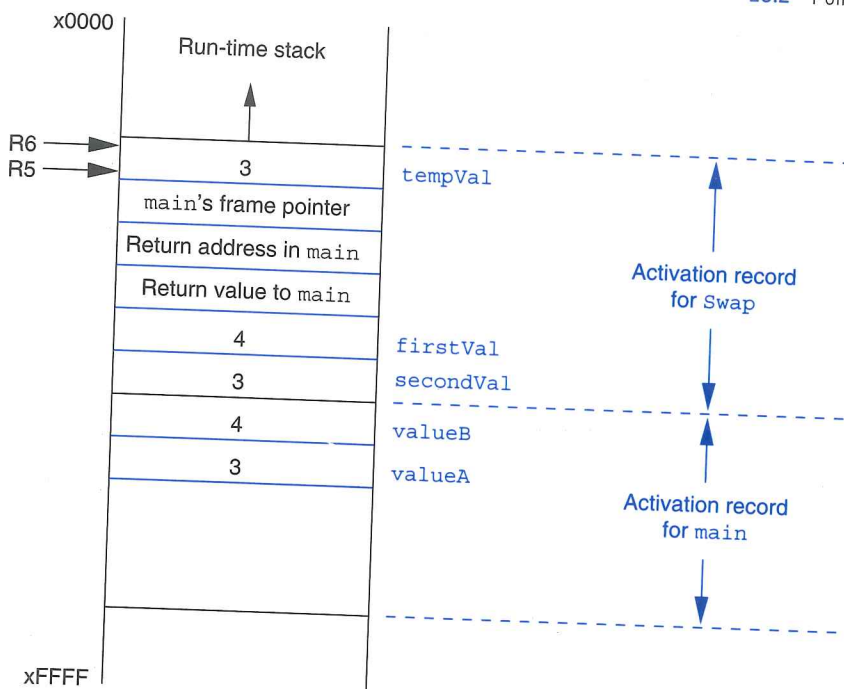 x0000
Run-time stack
R6
R5
3
tempVal
main's frame pointer
Return address in main
Return value to main
Activation record
for Swap
4
firstVal
3
secondVal
4
valueB
3
valueA
Activation record
for main
xFFFF